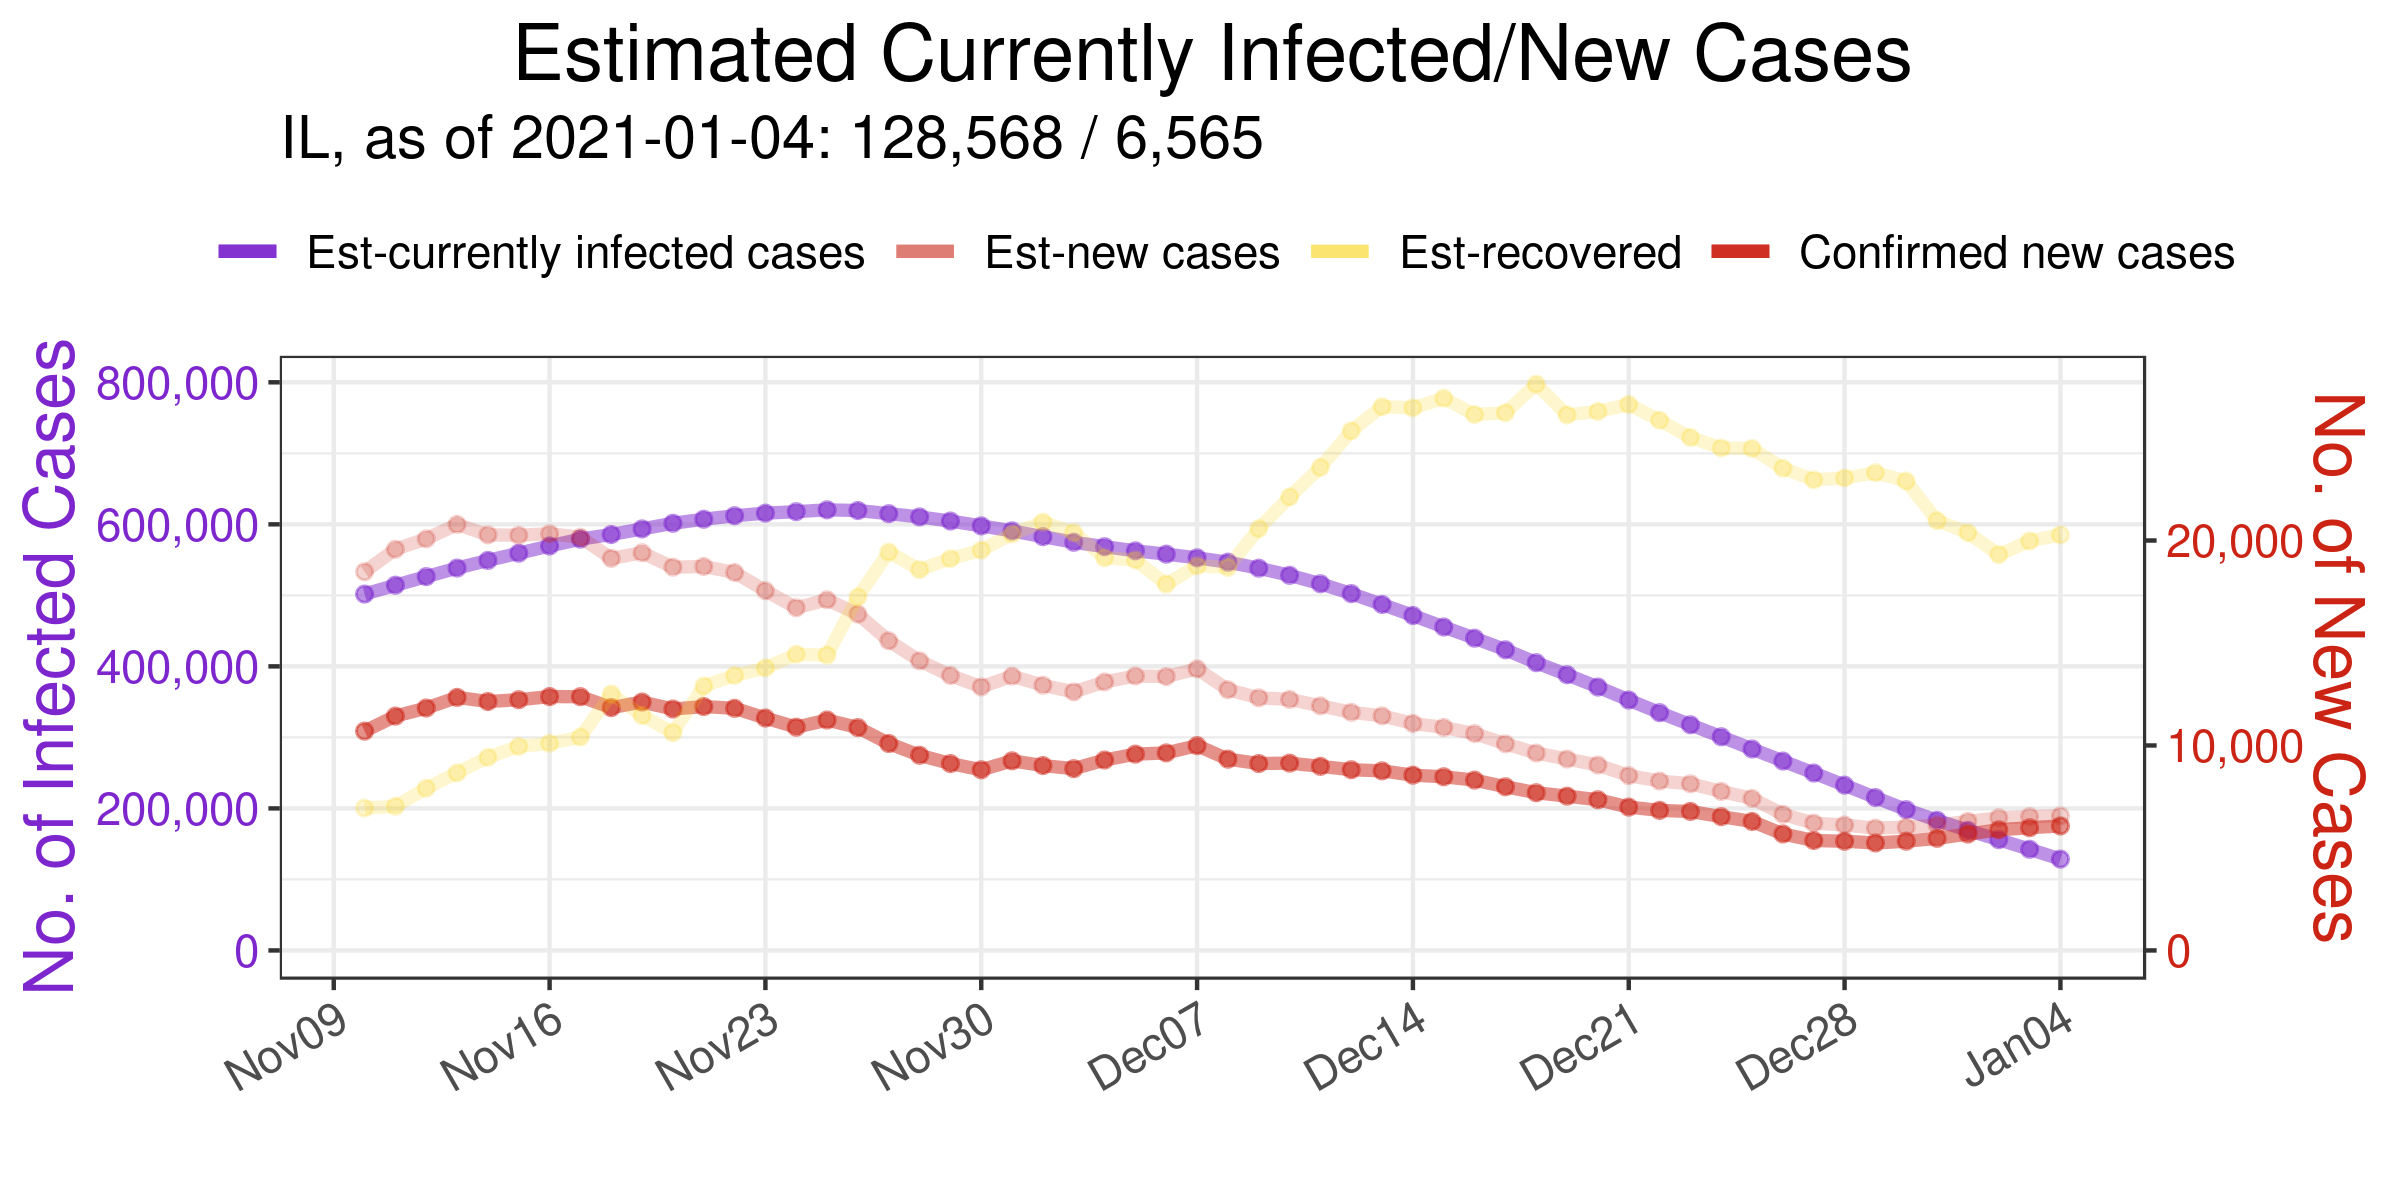 Estimated Currently Infected/New Cases
IL, as of 2021-01-04: 128,568 / 6,565
Est-currently infected cases Est-new cases Est-recovered Confirmed new cases
No. of Infected Cases
800,000
600,000
400,000
200,000
0
20,000
10,000
0
No. of New Cases
Nov09 Nov16 Nov23 Nov30 Dec07 Dec14 Dec21 Dec28 Jan04